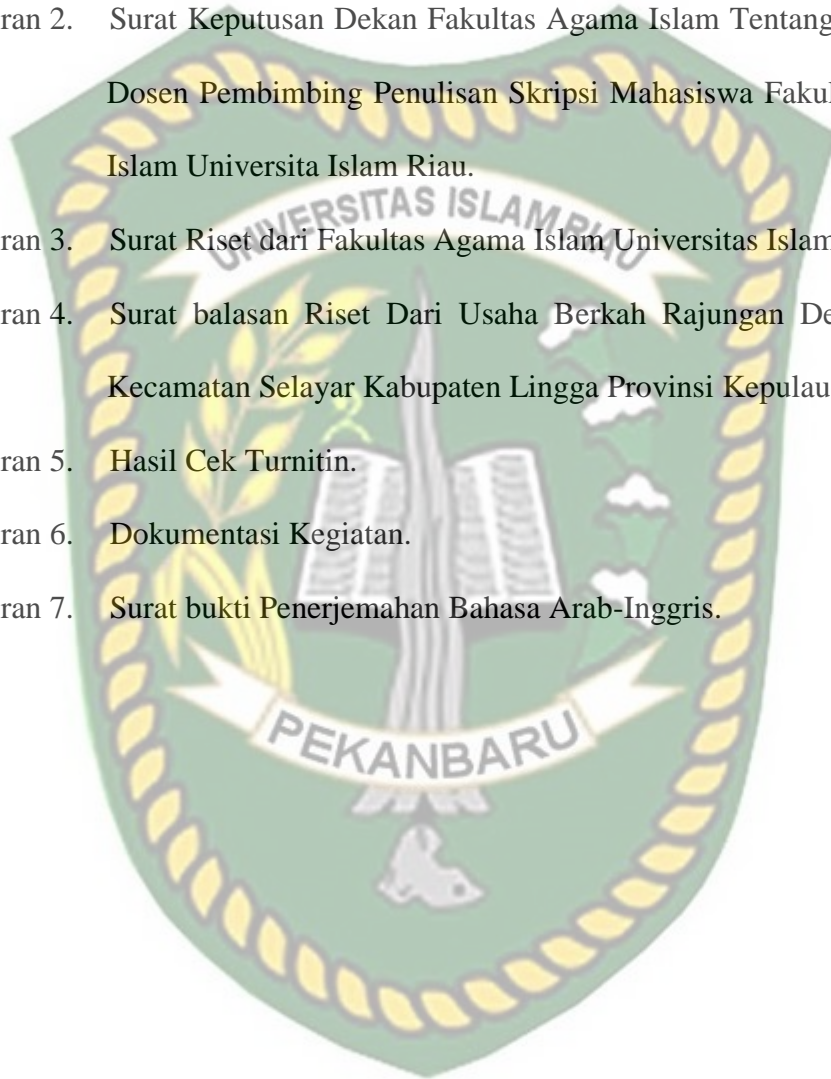 ran 2. Surat Keputusan Dekan Fakultas Agama Islam Tentang
Dosen Pembimbing Penulisan Skripsi Mahasiswa Fakul
Islam Universita Islam Riau.
UNIVERSITAS ISLAM RIAU
ran 3. Surat Riset dari Fakultas Agama Islam Universitas Islam
ran 4. Surat balasan Riset Dari Usaha Berkah Rajungan De
Kecamatan Selayar Kabupaten Lingga Provinsi Kepulau
ran 5. Hasil Cek Turnitin.
ran 6. Dokumentasi Kegiatan.
ran 7. Surat bukti Penerjemahan Bahasa Arab-Inggris.
PEKANBARU